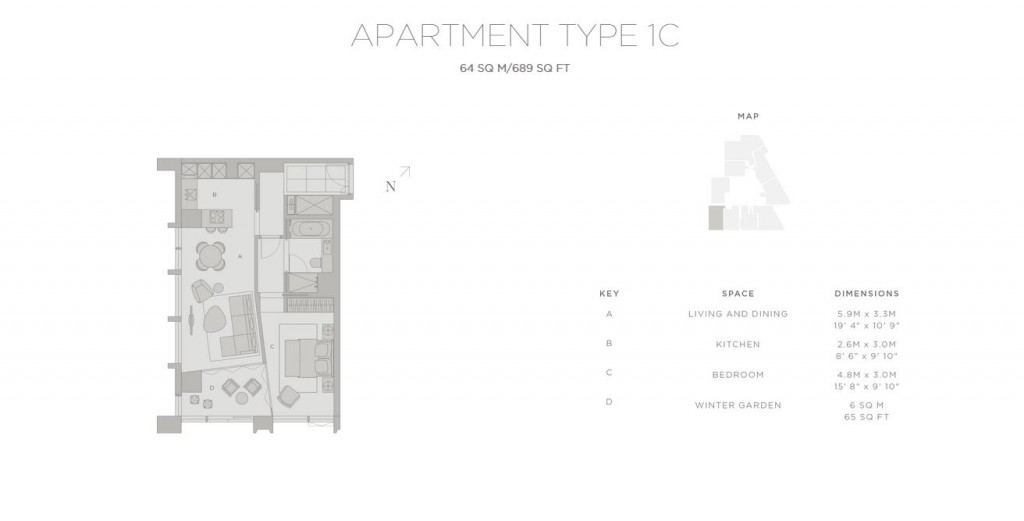 APARTMENT TYPE 1C
64 SQ M/689 SQ FT
MAP
N
B
A
C
D
KEY SPACE DIMENSIONS
A LIVING AND DINING 5.9M x 3.3M
19' 4" x 10' 9"
B KITCHEN 2.6M x 3.0M
8' 6" x 9' 10"
C BEDROOM 4.8M x 3.0M
15' 8" x 9' 10"
D WINTER GARDEN 6 SQ M
65 SQ FT